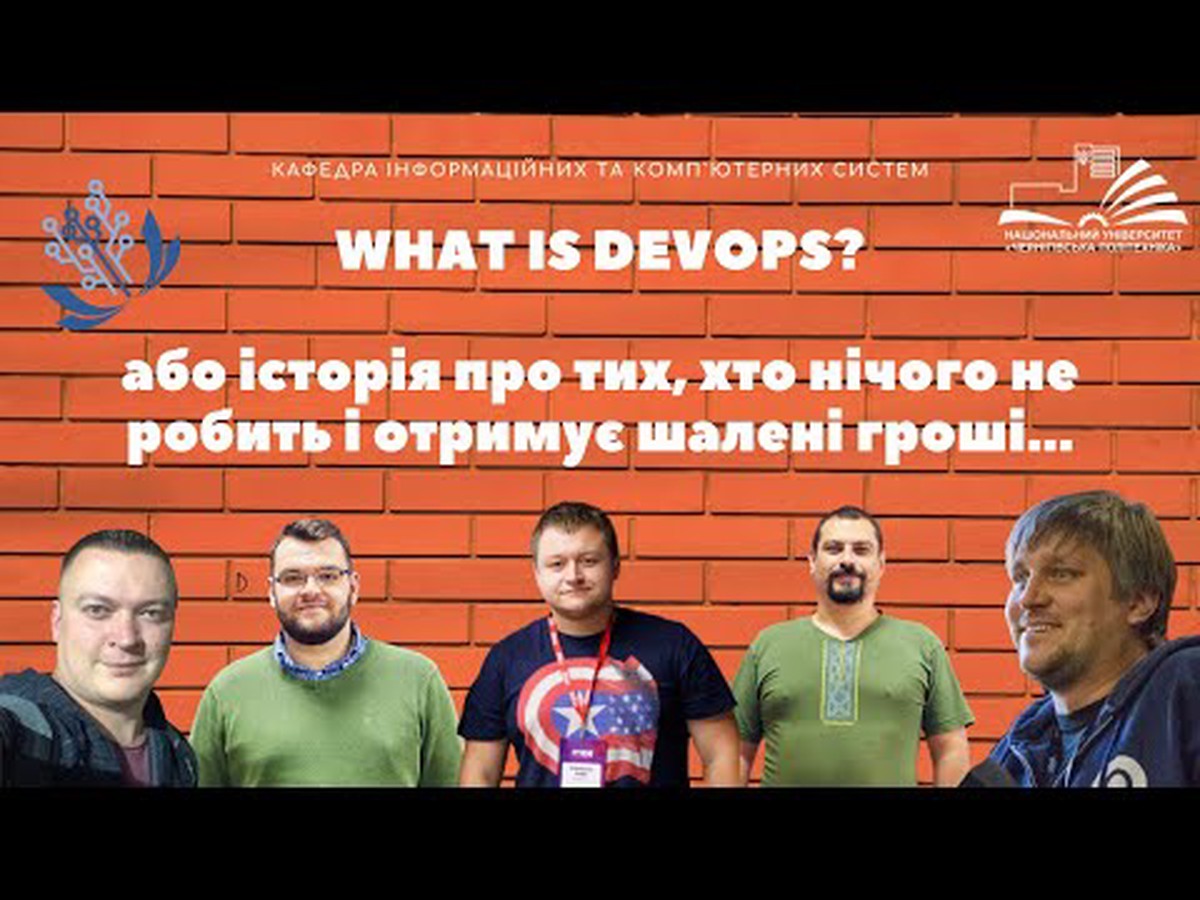 КАФЕДРА ІНФОРМАЦІЙНИХ ТА КОМП`ЮТЕРНИХ СИСТЕМ
WHAT IS DEVOPS?
НАЦІОНАЛЬНИЙ УНІВЕРСИТЕТ
«ЧЕРНІГІВСЬКА ПОЛІТЕХНІКА»
або історія про тих, хто нічого не
робить і отримує шалені гроші...